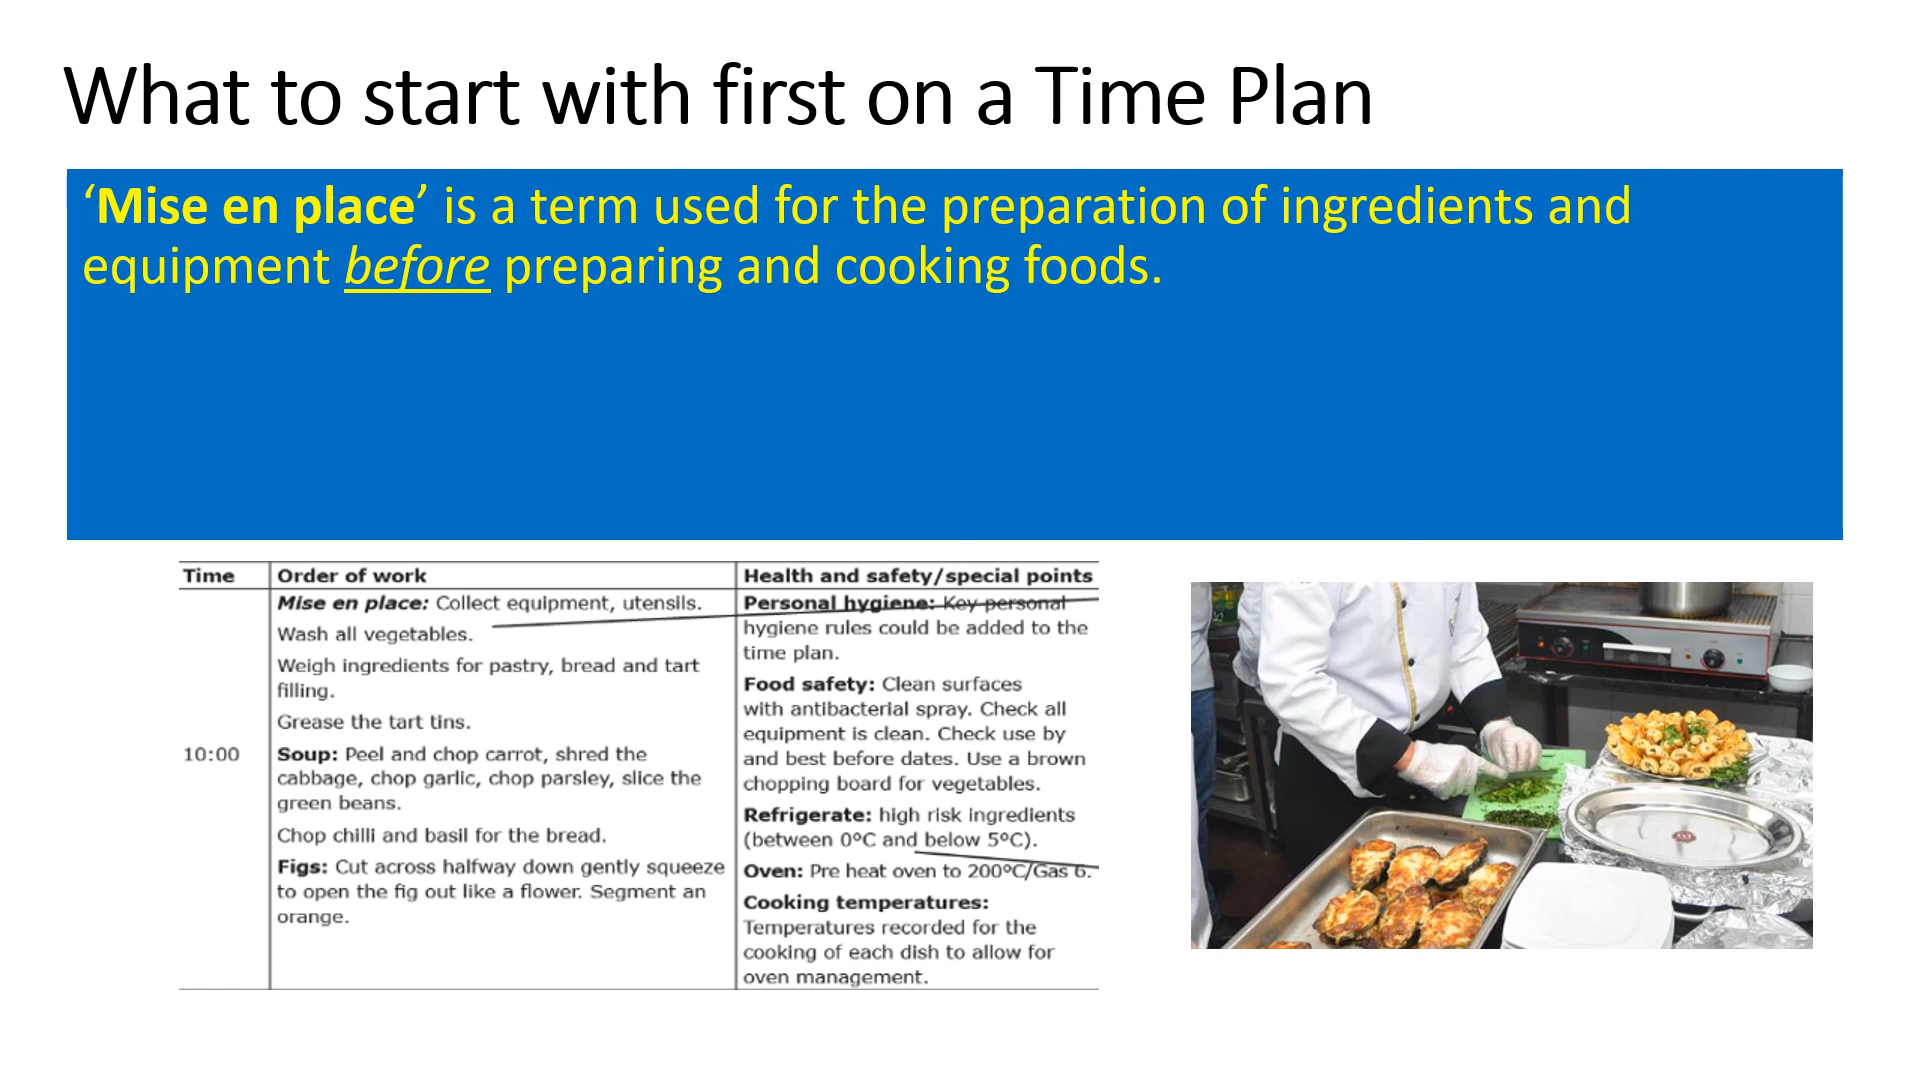 What to start with first on a Time Plan
‘Mise en place’ is a term used for the preparation of ingredients and
equipment before preparing and cooking foods.
Time Order of work Health and safety/special points
Mise en place: Collect equipment, utensils.
Wash all vegetables.
Weigh ingredients for pastry, bread and tart
filling.
Grease the tart tins.
10:00
Soup: Peel and chop carrot, shred the
cabbage, chop garlic, chop parsley, slice the
green beans.
Chop chilli and basil for the bread.
Figs: Cut across halfway down gently squeeze
to open the fig out like a flower. Segment an
orange.
Personal hygiene: Key personal
hygiene rules could be added to the
time plan.
Food safety: Clean surfaces
with antibacterial spray. Check all
equipment is clean. Check use by
and best before dates. Use a brown
chopping board for vegetables.
Refrigerate: high risk ingredients
(between 0°C and below 5°C).
Oven: Pre heat oven to 200°C/Gas 6.
Cooking temperatures:
Temperatures recorded for the
cooking of each dish to allow for
oven management.